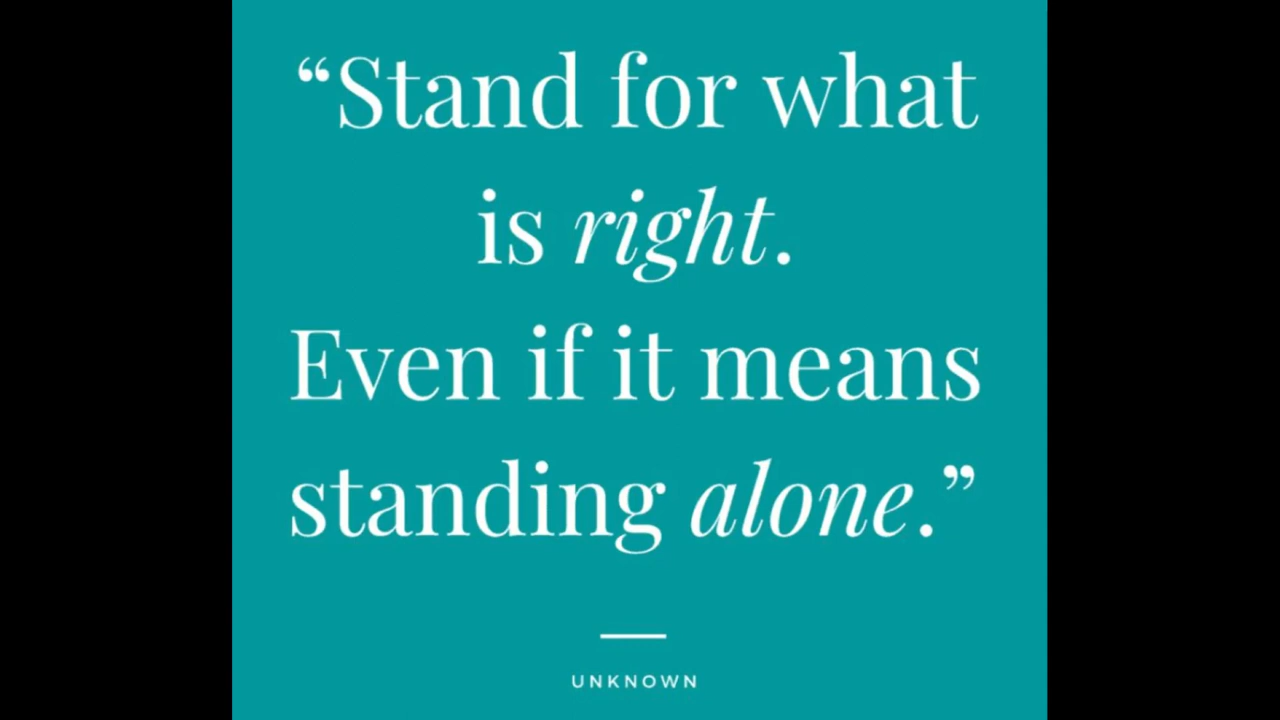 “Stand for what
is right.
Even if it means
standing alone.”
UNKNOWN